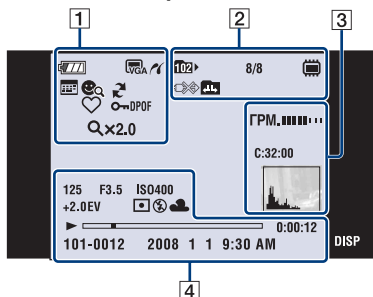 1
2
3
VGA
102
8/8
DPOF
×2.0
ГРМ.
C:32:00
125 F3.5 ISO400
+2.0EV
0:00:12
101-0012 2008 1 1 9:30 AM
DISP
4